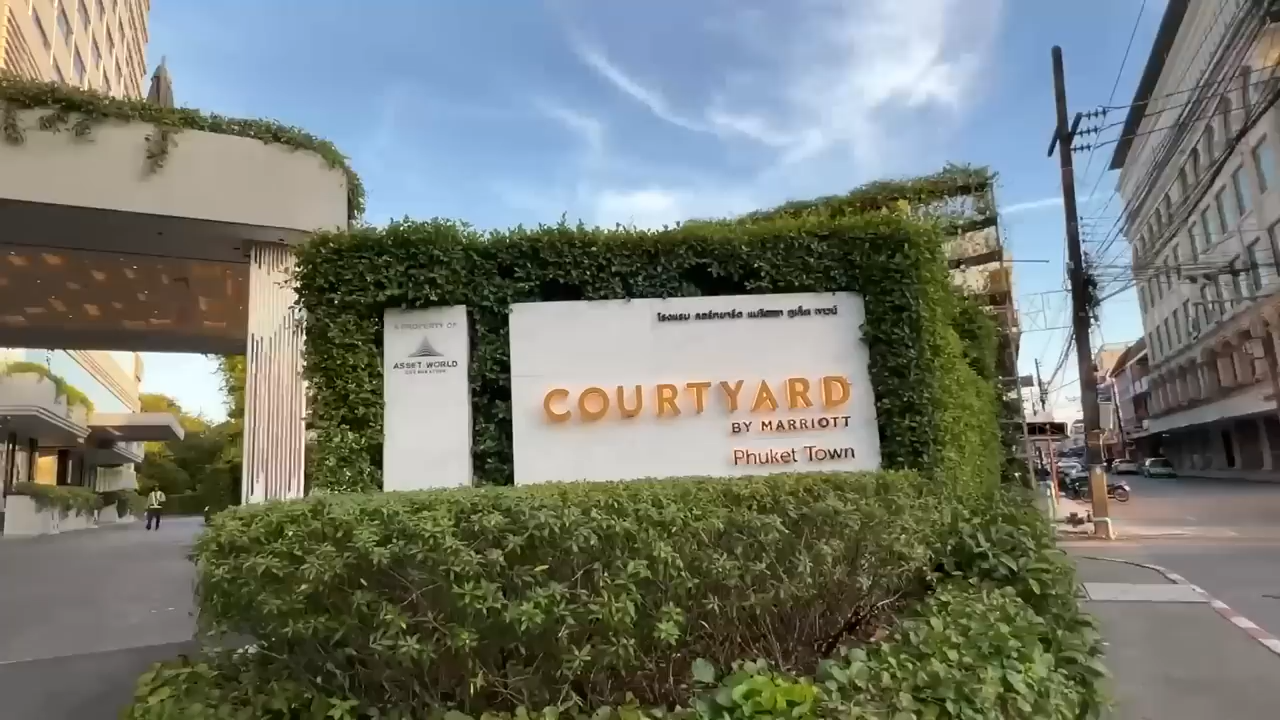 A PROPERTY OF
ASSET WORLD
CORPORATION
โรงแรม คอร์ทยาร์ด แมริออท ภูเก็ต ทาวน์
COURTYARD
BY MARRIOTT
Phuket Town